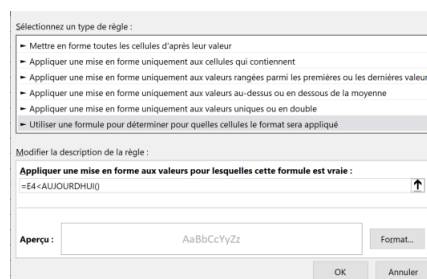 Sélectionnez un type de règle :
► Mettre en forme toutes les cellules d'après leur valeur
► Appliquer une mise en forme uniquement aux cellules qui contiennent
► Appliquer une mise en forme uniquement aux valeurs rangées parmi les premières ou les dernières valeur
► Appliquer une mise en forme uniquement aux valeurs au-dessus ou en dessous de la moyenne
► Appliquer une mise en forme uniquement aux valeurs uniques ou en double
► Utiliser une formule pour déterminer pour quelles cellules le format sera appliqué
Modifier la description de la règle :
Appliquer une mise en forme aux valeurs pour lesquelles cette formule est vraie :
=E4<AUJOURDHUI()
Aperçu : AaBbCcYyZz Format...
OK Annuler